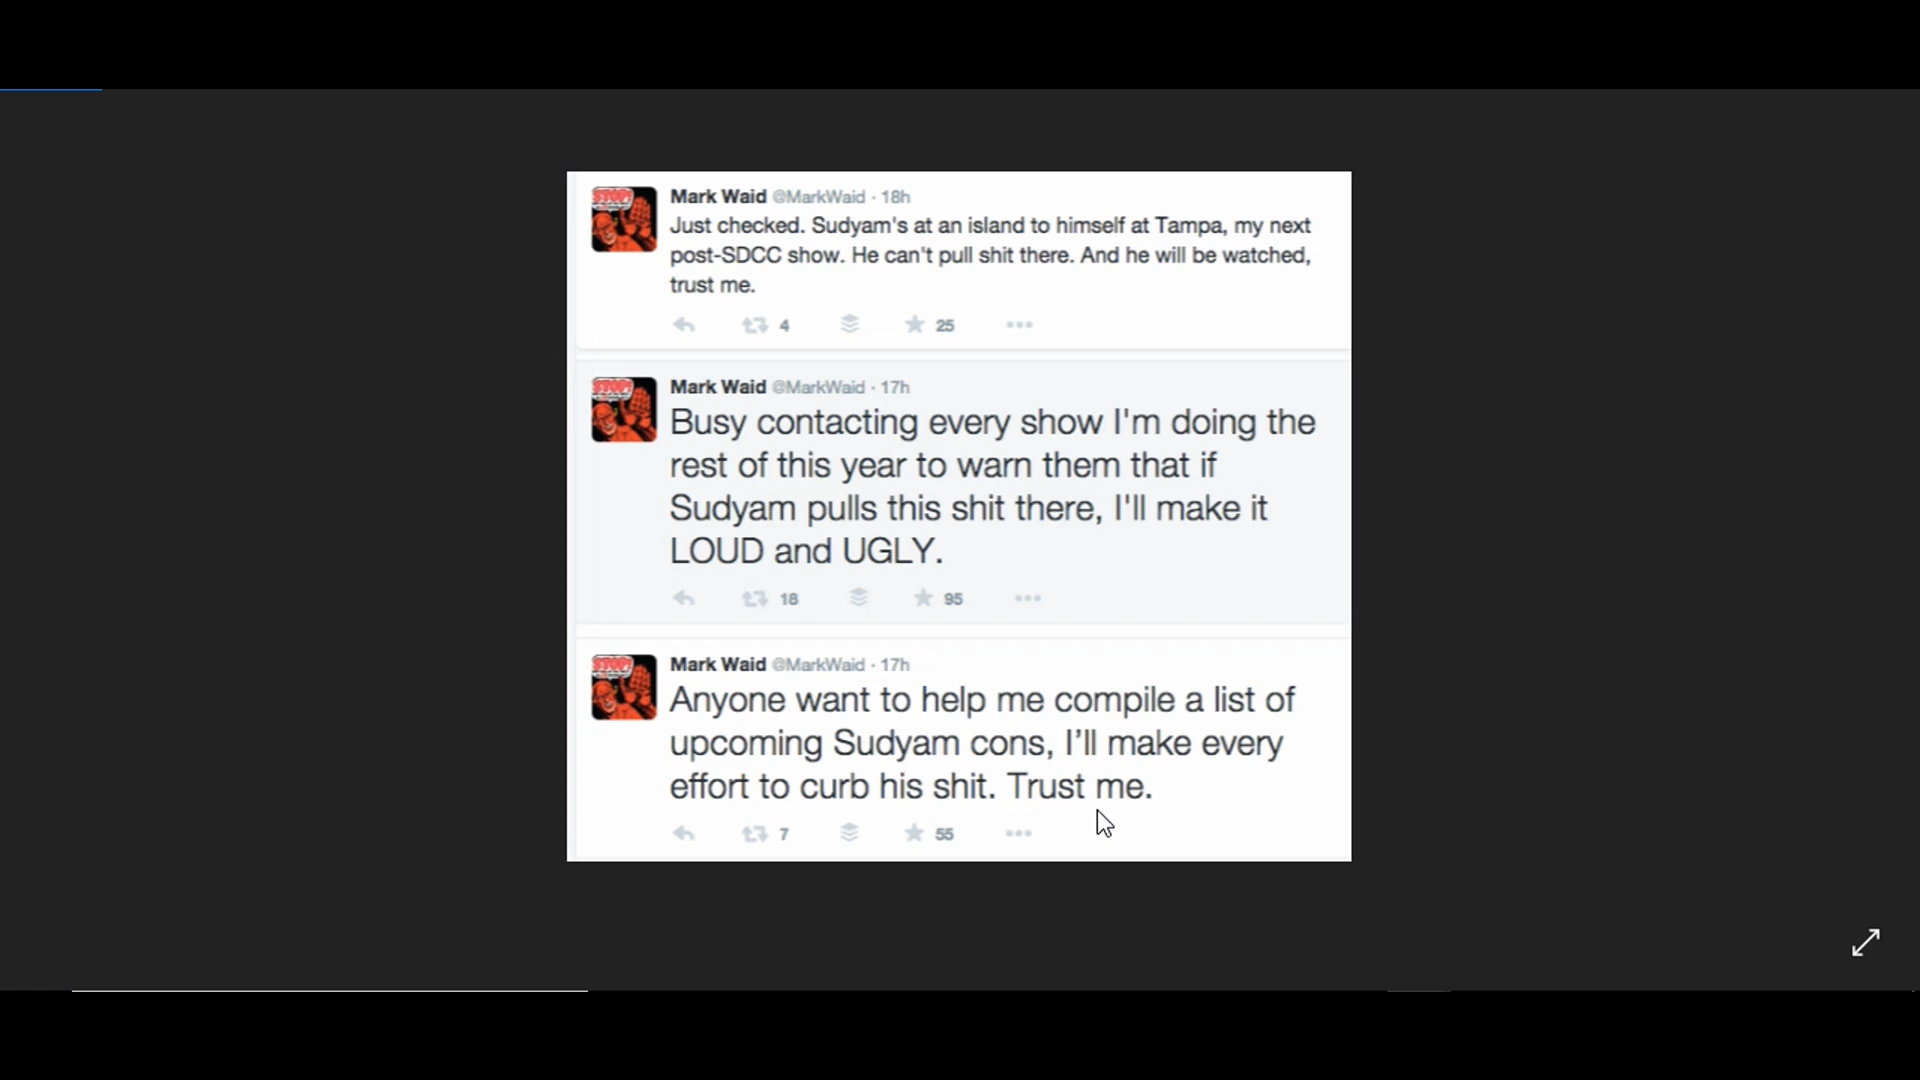 Mark Waid @MarkWaid · 18h
Just checked. Sudyam's at an island to himself at Tampa, my next
post-SDCC show. He can't pull shit there. And he will be watched,
trust me.
4 25
Mark Waid @MarkWaid · 17h
Busy contacting every show I'm doing the
rest of this year to warn them that if
Sudyam pulls this shit there, I'll make it
LOUD and UGLY.
18 95
Mark Waid @MarkWaid · 17h
Anyone want to help me compile a list of
upcoming Sudyam cons, I’ll make every
effort to curb his shit. Trust me.
7 55